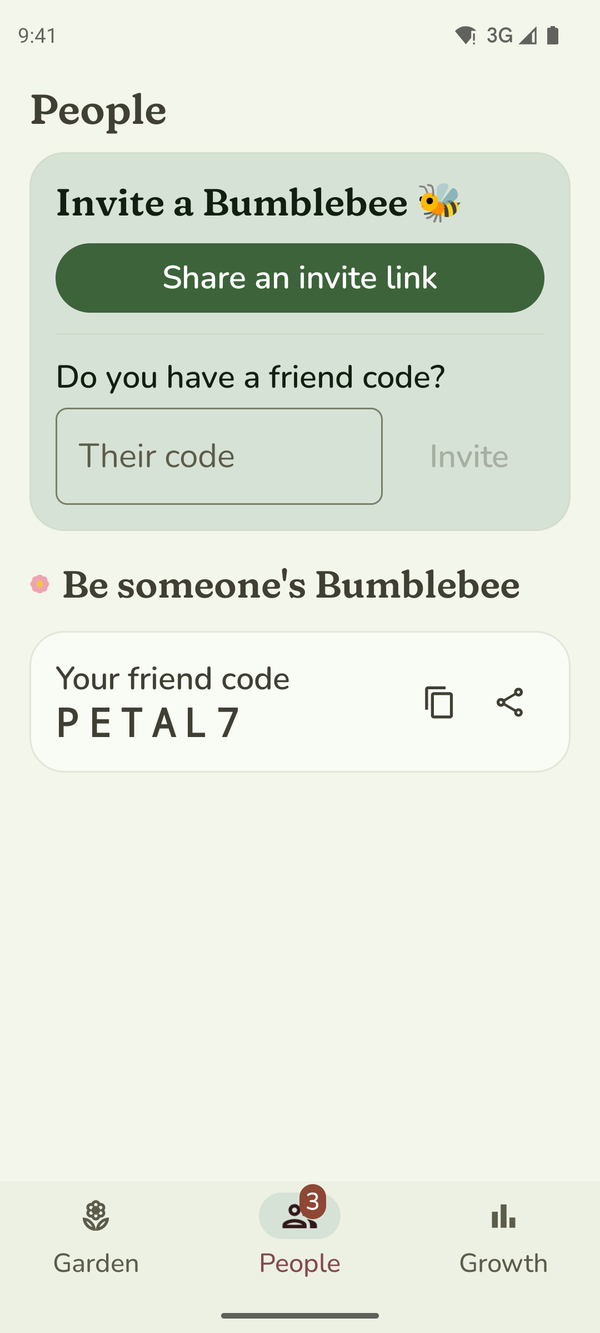 9:41
3G
People
Invite a Bumblebee 🐝
Share an invite link
Do you have a friend code?
Their code
Invite
Be someone's Bumblebee
Your friend code
PETAL7
3
Garden
People
Growth